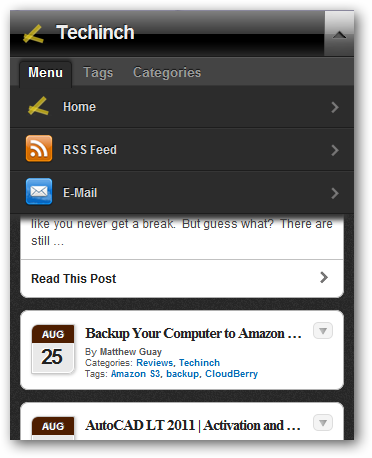 Techinch
Menu Tags Categories
Home
RSS Feed
E-Mail
like you never get a break. But guess what? There are
still ...
Read This Post
AUG
25
Backup Your Computer to Amazon ...
By Matthew Guay
Categories: Reviews, Techinch
Tags: Amazon S3, backup, CloudBerry
AUG
AutoCAD LT 2011 | Activation and ...